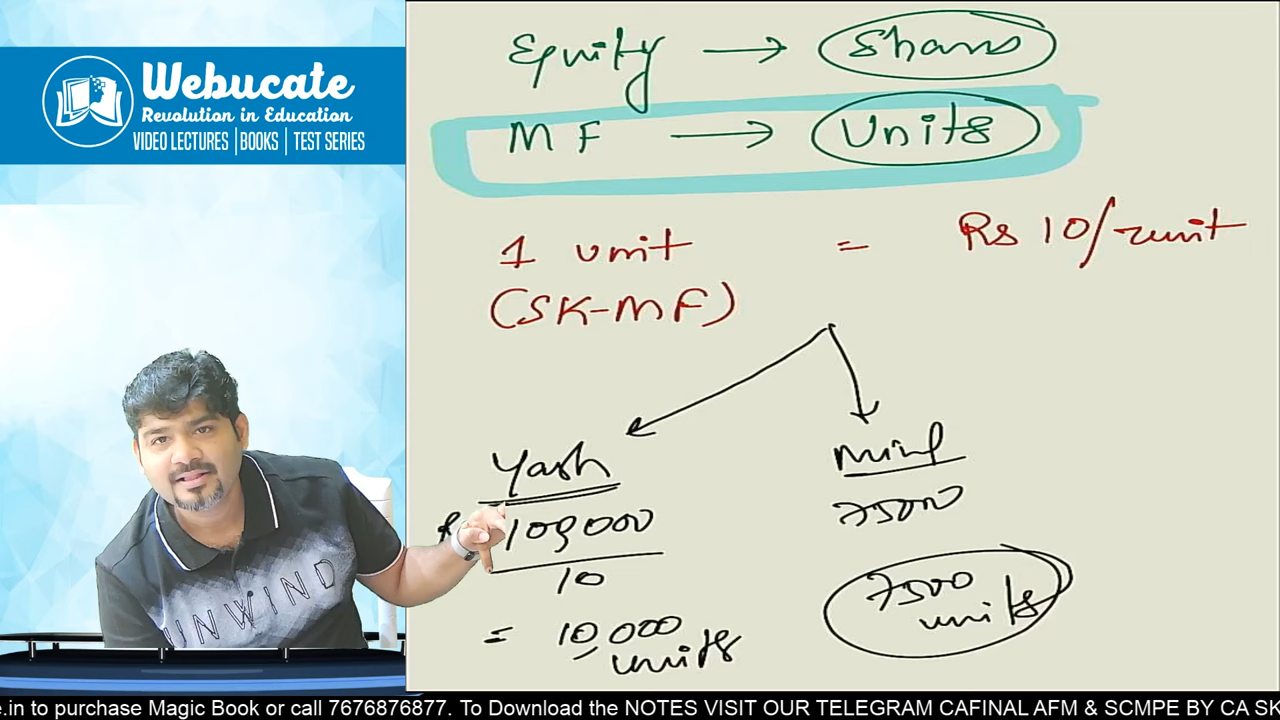 Webucate
Revolution in Education
VIDEO LECTURES | BOOKS | TEST SERIES
Equity → Shares
MF → Units
1 unit = Rs 10/unit
(SK-MF)
Yash
100,000
10
= 10,000
units
75000
7500
units
UNWIND
e.in to purchase Magic Book or call 7676876877. To Download the NOTES VISIT OUR TELEGRAM CAFINAL AFM & SCMPE BY CA SK